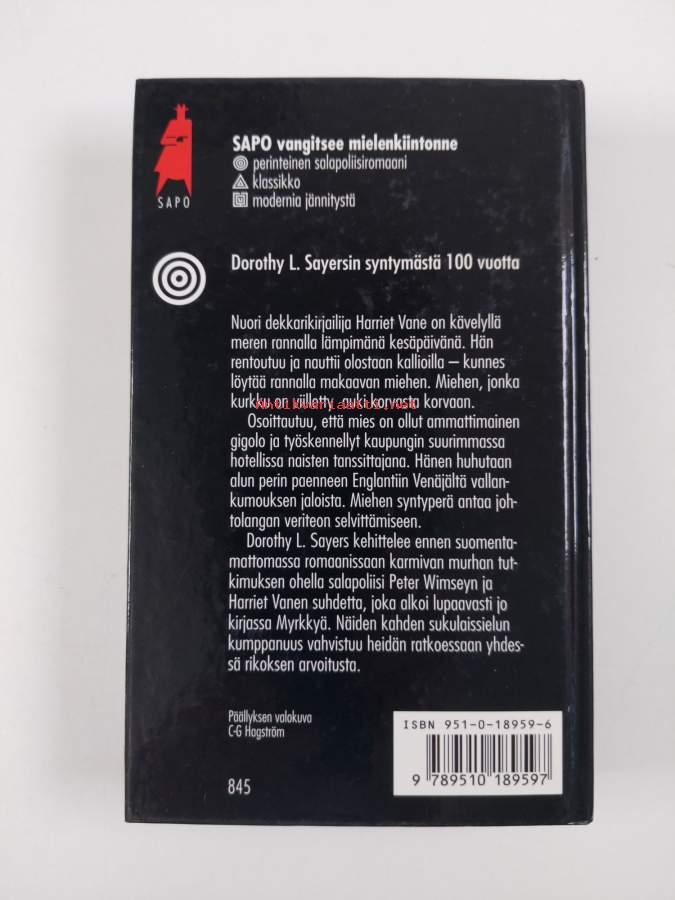 SAPO vangitsee mielenkiintonne
perinteinen salapoliisiromaani
klassikko
modernia jännitystä
SAPO
Dorothy L. Sayersin syntymästä 100 vuotta
Nuori dekkarikirjailija Harriet Vane on kävelyllä
meren rannalla lämpimänä kesäpäivänä. Hän
rentoutuu ja nauttii olostaan kallioilla – kunnes
löytää rannalla makaavan miehen. Miehen, jonka
kurkku on viilletty auki korvasta korvaan.
Antikvariaatti.net
Osoittautuu, että mies on ollut ammattimainen
gigolo ja työskennellyt kaupungin suurimmassa
hotellissa naisten tanssittajana. Hänen huhutaan
alun perin paenneen Englantiin Venäjältä vallan-
kumouksen jaloista. Miehen syntyperä antaa joh-
tolangan veriteon selvittämiseen.
Dorothy L. Sayers kehittelee ennen suomenta-
mattomassa romaanissaan karmivan murhan tut-
kimuksen ohella salapoliisi Peter Wimseyn ja
Harriet Vanen suhdetta, joka alkoi lupaavasti jo
kirjassa Myrkkyä. Näiden kahden sukulaissielun
kumppanuus vahvistuu heidän ratkoessaan yhdes-
sä rikoksen arvoitusta.
Päällyksen valokuva
C-G Hagström
845
ISBN 951-0-18959-6
9 789510 189597